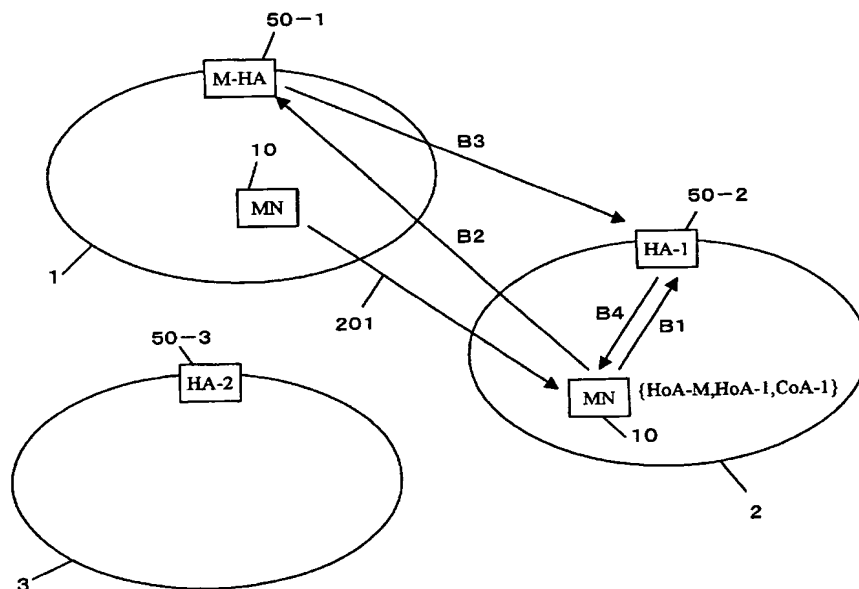 50-1
M-HA
B3
10
MN
50-2
HA-1
B2
1
201
B4
B1
50-3
HA-2
MN
{HoA-M,HoA-1,CoA-1}
10
2
3